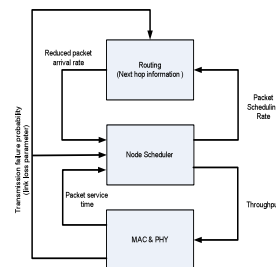 Reduced packet
arrival rate
Routing
(Next hop information )
Packet
Schedulin
Rate
Transmission failure probability
(link loss parameter)
Node Scheduler
Packet service
time
Throughpu
MAC & PHY